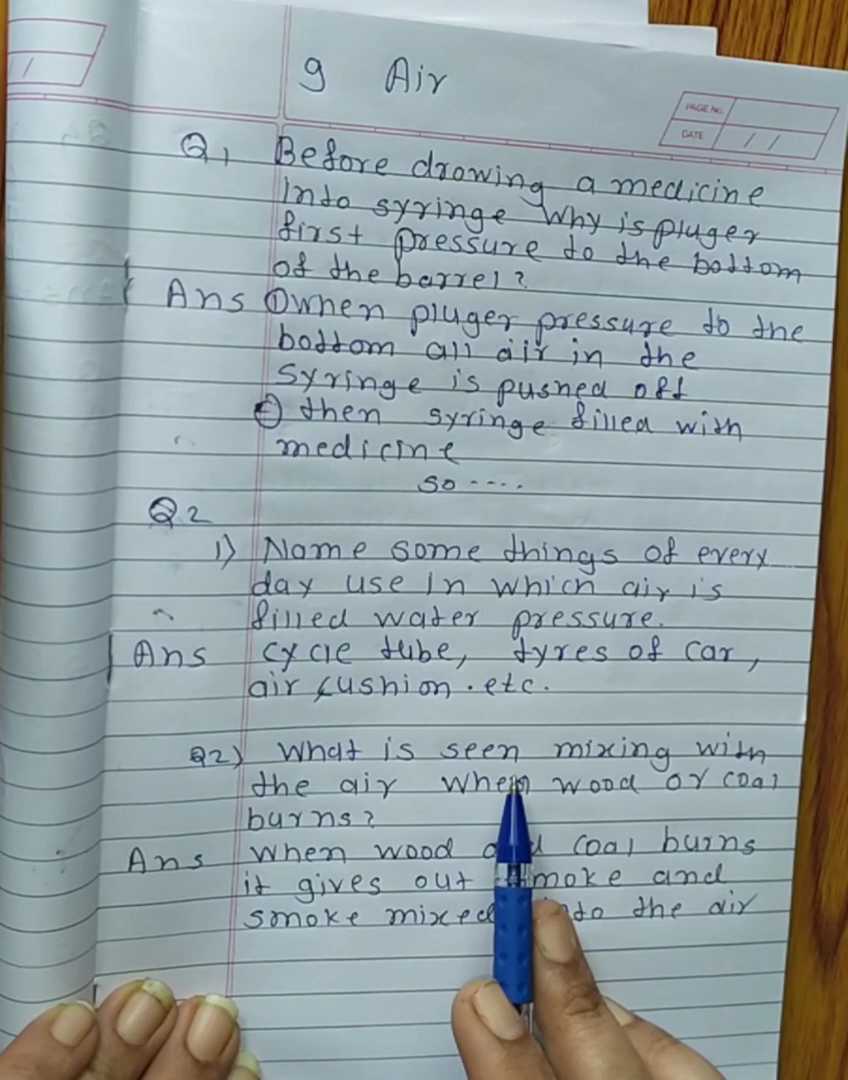 9 Air
PAGE NO.
DATE / /
Q1 Before drowing a medicine
Into syringe Why is pluger
first pressure to the bottom
of the barrel?
Ans ① when pluger pressure to the
bottom all air in the
syringe is pushed off
② then syringe filled with
medicine
so ....
Q2
1) Name some things of every
day use in which air is
filled water pressure.
Ans cycle tube, tyres of car,
air cushion . etc.
Q2) What is seen mixing with
the air when wood or coal
burns?
Ans When wood coal burns
it gives out smoke and
smoke mixed into the air